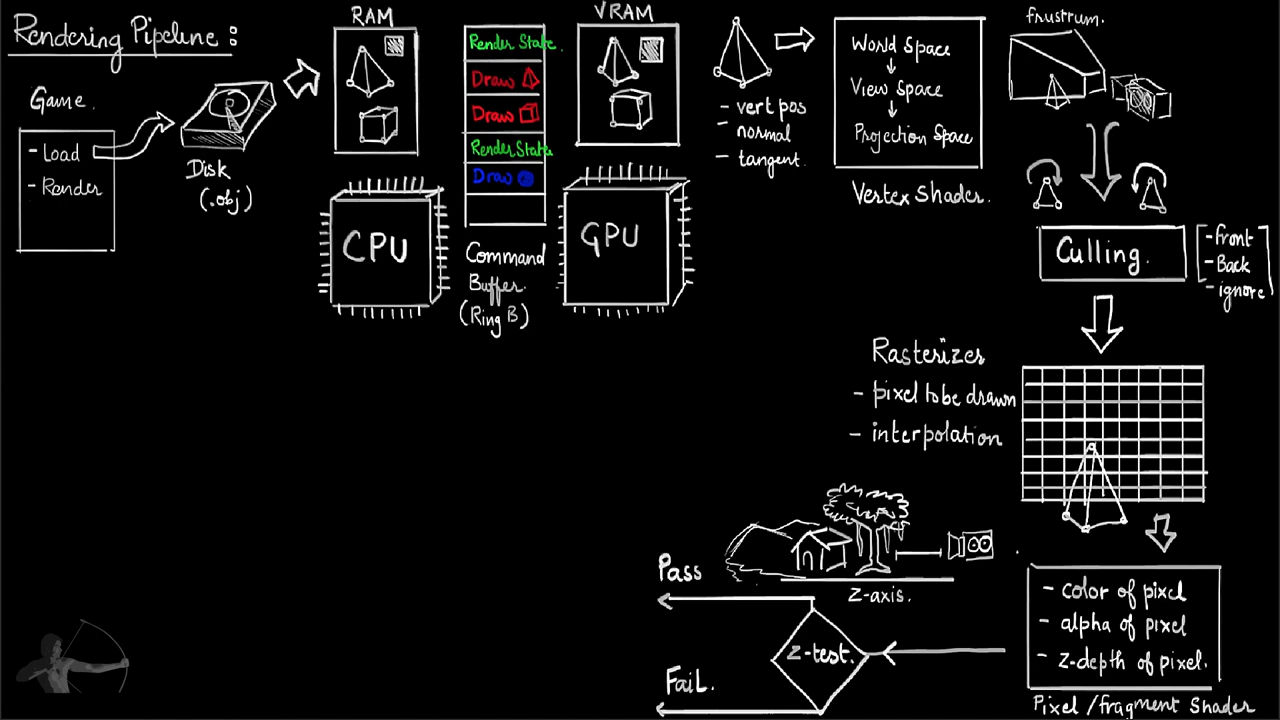 Rendering Pipeline :
Game.
- Load
- Render
Disk
(.obj)
RAM
CPU
Render State.
Draw
Draw
Render State
Draw
Command
Buffer.
(Ring B)
VRAM
GPU
- vert pos
- normal
- tangent.
World Space
View Space
Projection Space
Vertex Shader.
frustrum.
Culling.
- front
- Back
- ignore
Rasterizer
- pixel to be drawn
- interpolation
- color of pixel
- alpha of pixel
- z-depth of pixel.
Pixel/fragment Shader
z-axis.
z-test.
Pass
Fail.